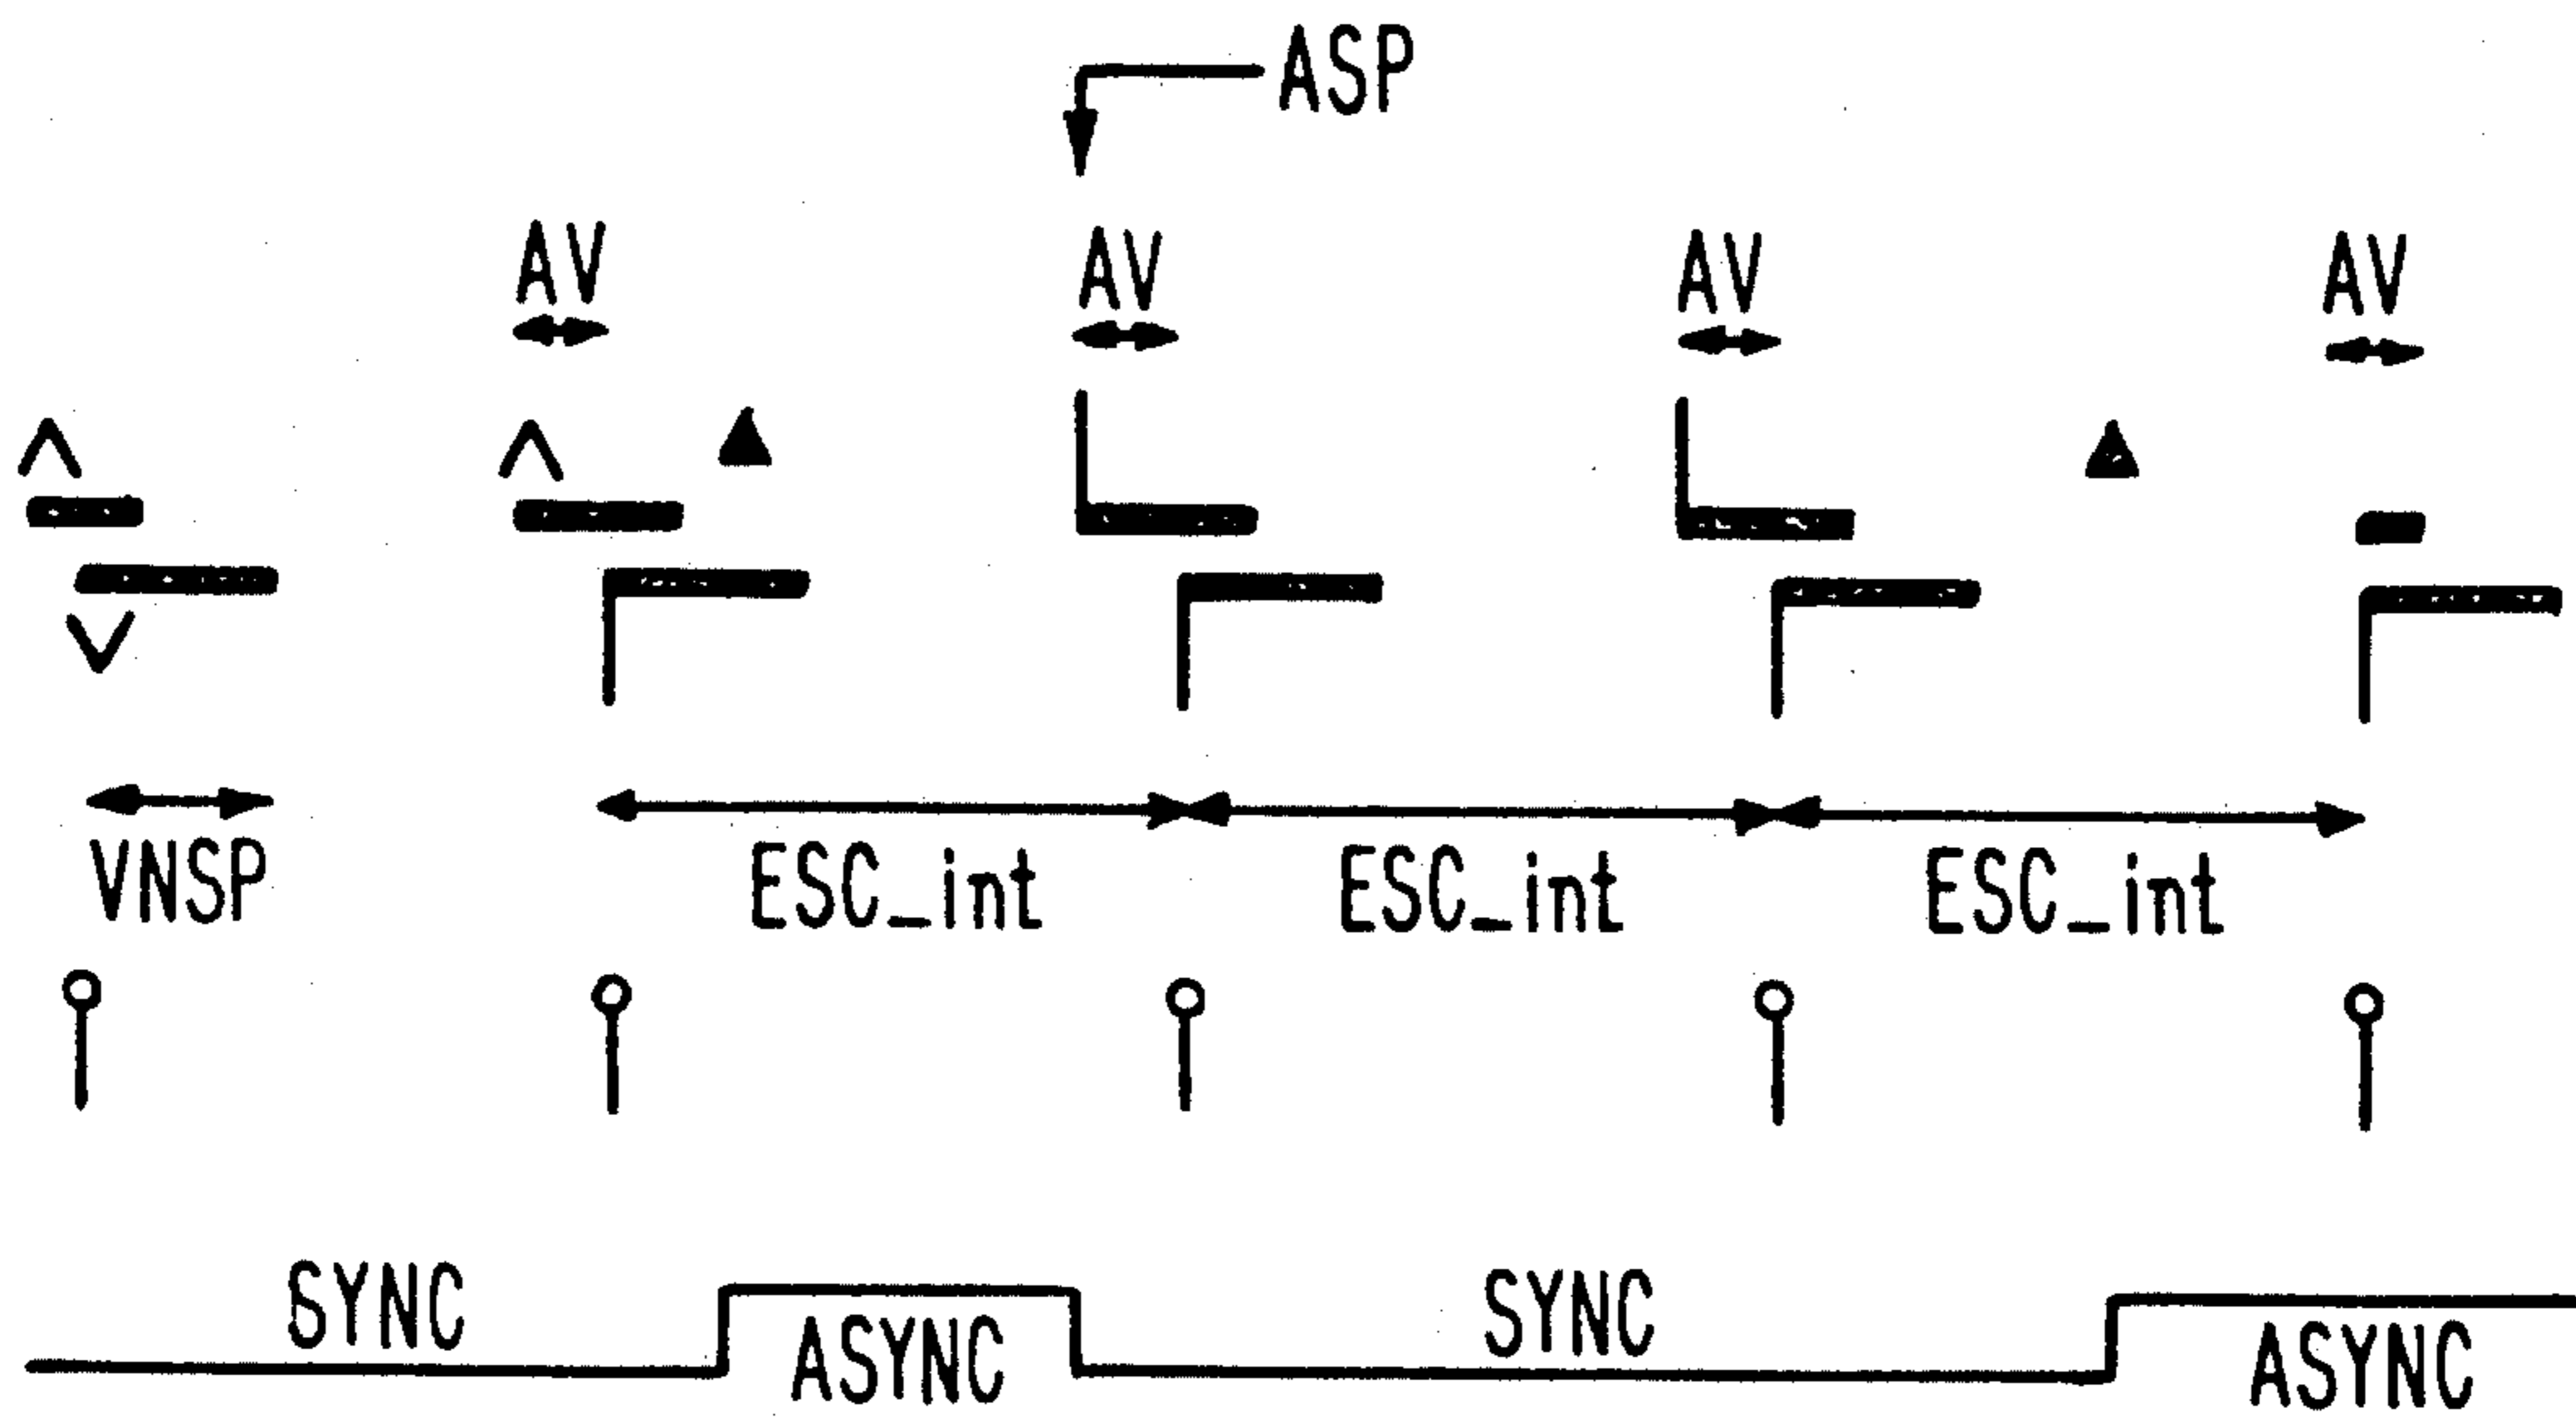 ASP
AV AV AV AV
VNSP ESC_int ESC_int ESC_int
SYNC ASYNC SYNC ASYNC